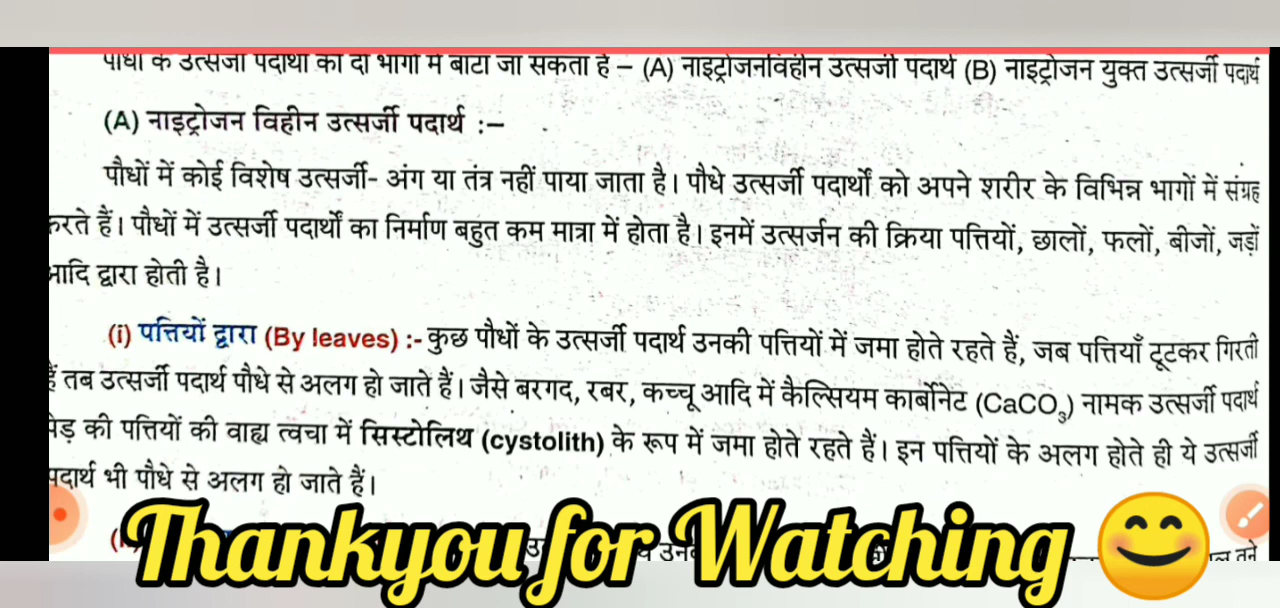 पौधों के उत्सर्जी पदार्थों को दो भागों में बाँटा जा सकता है – (A) नाइट्रोजनविहीन उत्सर्जी पदार्थ (B) नाइट्रोजन युक्त उत्सर्जी पदार्थ
(A) नाइट्रोजन विहीन उत्सर्जी पदार्थ :–
पौधों में कोई विशेष उत्सर्जी- अंग या तंत्र नहीं पाया जाता है। पौधे उत्सर्जी पदार्थों को अपने शरीर के विभिन्न भागों में संग्रह
करते हैं। पौधों में उत्सर्जी पदार्थों का निर्माण बहुत कम मात्रा में होता है। इनमें उत्सर्जन की क्रिया पत्तियों, छालों, फलों, बीजों, जड़ों
आदि द्वारा होती है।
(i) पत्तियों द्वारा (By leaves) :- कुछ पौधों के उत्सर्जी पदार्थ उनकी पत्तियों में जमा होते रहते हैं, जब पत्तियाँ टूटकर गिरती
हैं तब उत्सर्जी पदार्थ पौधे से अलग हो जाते हैं। जैसे बरगद, रबर, कच्चू आदि में कैल्सियम कार्बोनेट (CaCO₃) नामक उत्सर्जी पदार्थ
पेड़ की पत्तियों की वाह्य त्वचा में सिस्टोलिथ (cystolith) के रूप में जमा होते रहते हैं। इन पत्तियों के अलग होते ही ये उत्सर्जी
पदार्थ भी पौधे से अलग हो जाते हैं।
Thankyou for Watching 😊